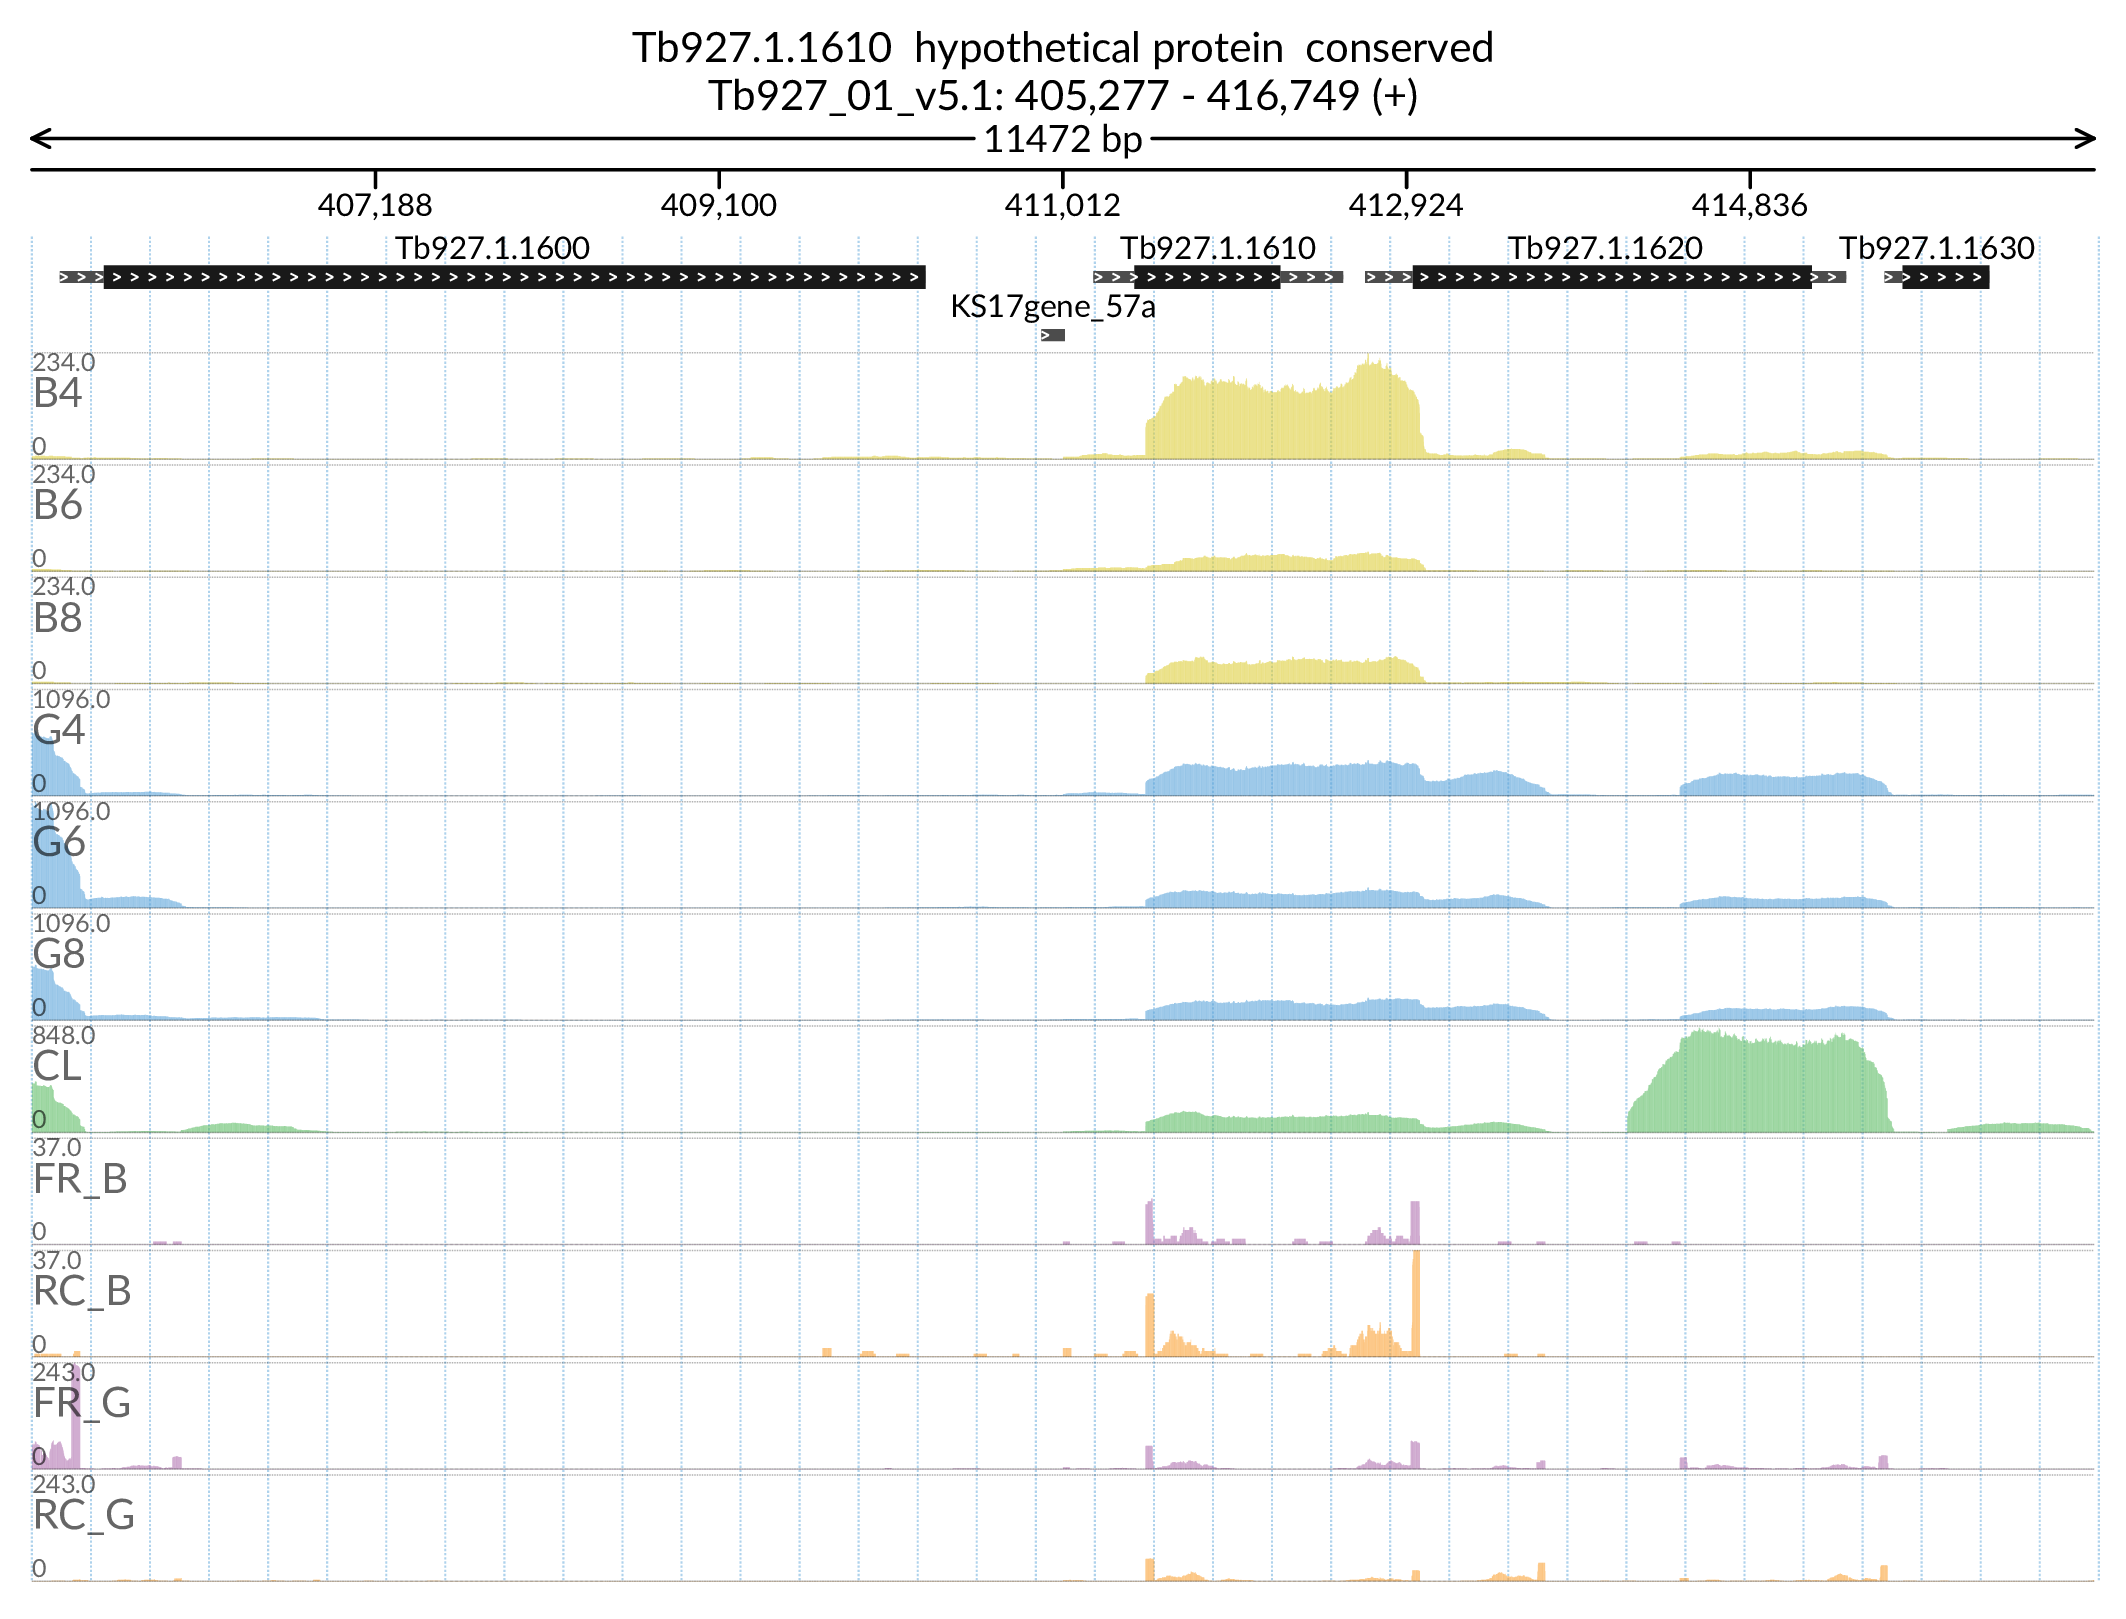 Tb927.1.1610  hypothetical protein  conserved
Tb927_01_v5.1: 405,277 - 416,749 (+)
11472 bp
407,188 409,100 411,012 412,924 414,836
Tb927.1.1600 Tb927.1.1610 Tb927.1.1620 Tb927.1.1630
KS17gene_57a
234.0
B4
0
234.0
B6
0
234.0
B8
0
1096.0
G4
0
1096.0
G6
0
1096.0
G8
0
848.0
CL
0
37.0
FR_B
0
37.0
RC_B
0
243.0
FR_G
0
243.0
RC_G
0